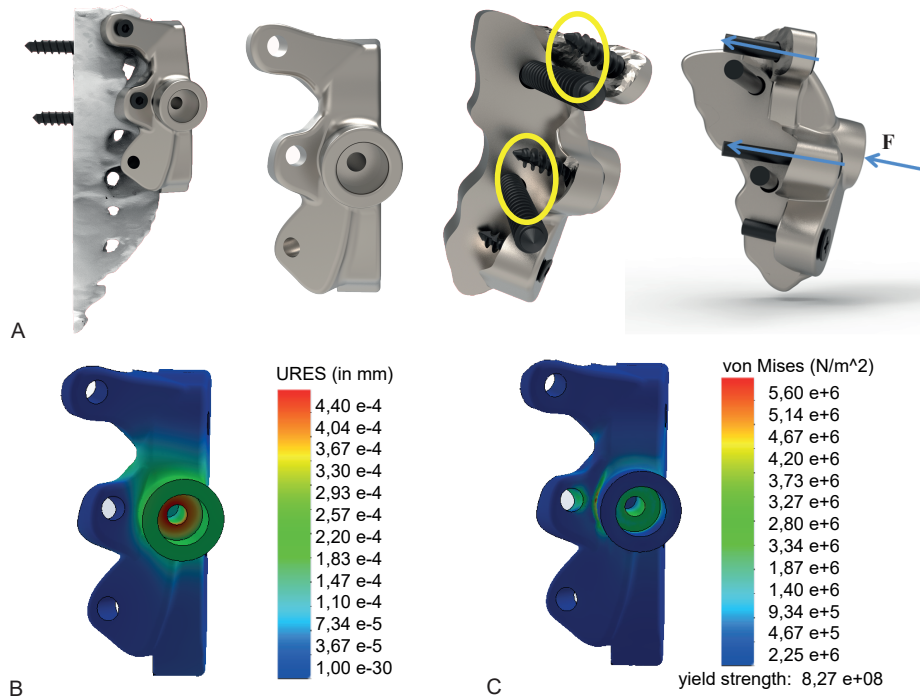 F
A
URES (in mm)
4,40 e-4
4,04 e-4
3,67 e-4
3,30 e-4
2,93 e-4
2,57 e-4
2,20 e-4
1,83 e-4
1,47 e-4
1,10 e-4
7,34 e-5
3,67 e-5
1,00 e-30
B
von Mises (N/m^2)
5,60 e+6
5,14 e+6
4,67 e+6
4,20 e+6
3,73 e+6
3,27 e+6
2,80 e+6
3,34 e+6
1,87 e+6
1,40 e+6
9,34 e+5
4,67 e+5
2,25 e+6
yield strength: 8,27 e+08
C